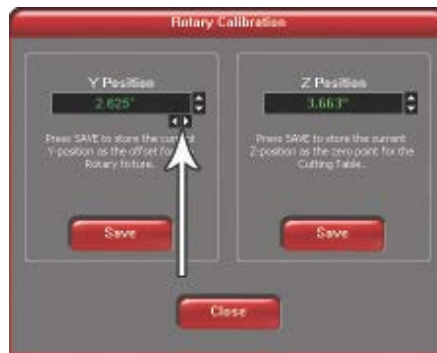 Rotary Calibration
Y Position
2.625"
Press SAVE to store the current
Y-position as the offset for
Rotary fixture.
Save
Z Position
3.663"
Press SAVE to store the current
Z-position as the zero point for the
Cutting Table.
Save
Close